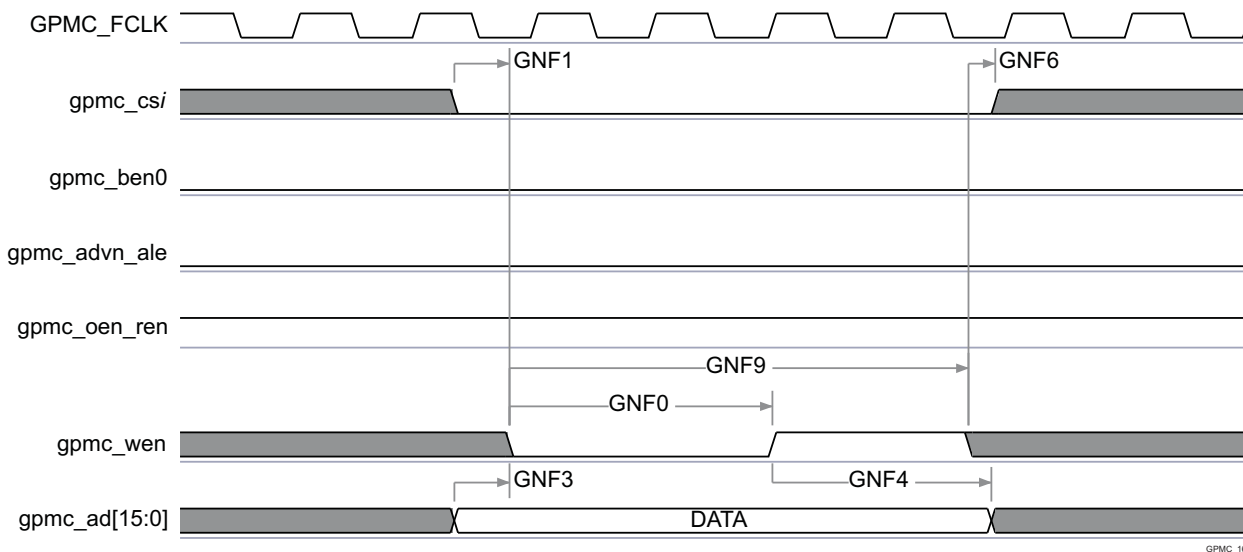 GPMC_FCLK
GNF1
GNF6
gpmc_csi
gpmc_ben0
gpmc_advn_ale
gpmc_oen_ren
GNF9
GNF0
gpmc_wen
GNF3
GNF4
gpmc_ad[15:0]
DATA